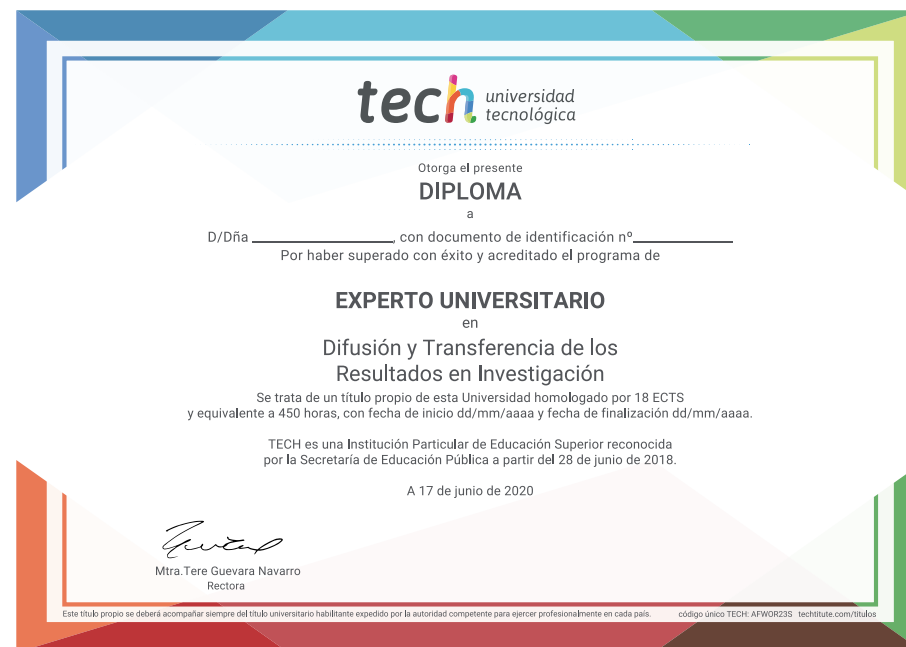 tech universidad
tecnológica
Otorga el presente
DIPLOMA
a
D/Dña ____________________, con documento de identificación nº______________
Por haber superado con éxito y acreditado el programa de
EXPERTO UNIVERSITARIO
en
Difusión y Transferencia de los
Resultados en Investigación
Se trata de un título propio de esta Universidad homologado por 18 ECTS
y equivalente a 450 horas, con fecha de inicio dd/mm/aaaa y fecha de finalización dd/mm/aaaa.
TECH es una Institución Particular de Educación Superior reconocida
por la Secretaría de Educación Pública a partir del 28 de junio de 2018.
A 17 de junio de 2020
Mtra.Tere Guevara Navarro
Rectora
Este título propio se deberá acompañar siempre del título universitario habilitante expedido por la autoridad competente para ejercer profesionalmente en cada país. código único TECH: AFWOR23S techtitute.com/titulos